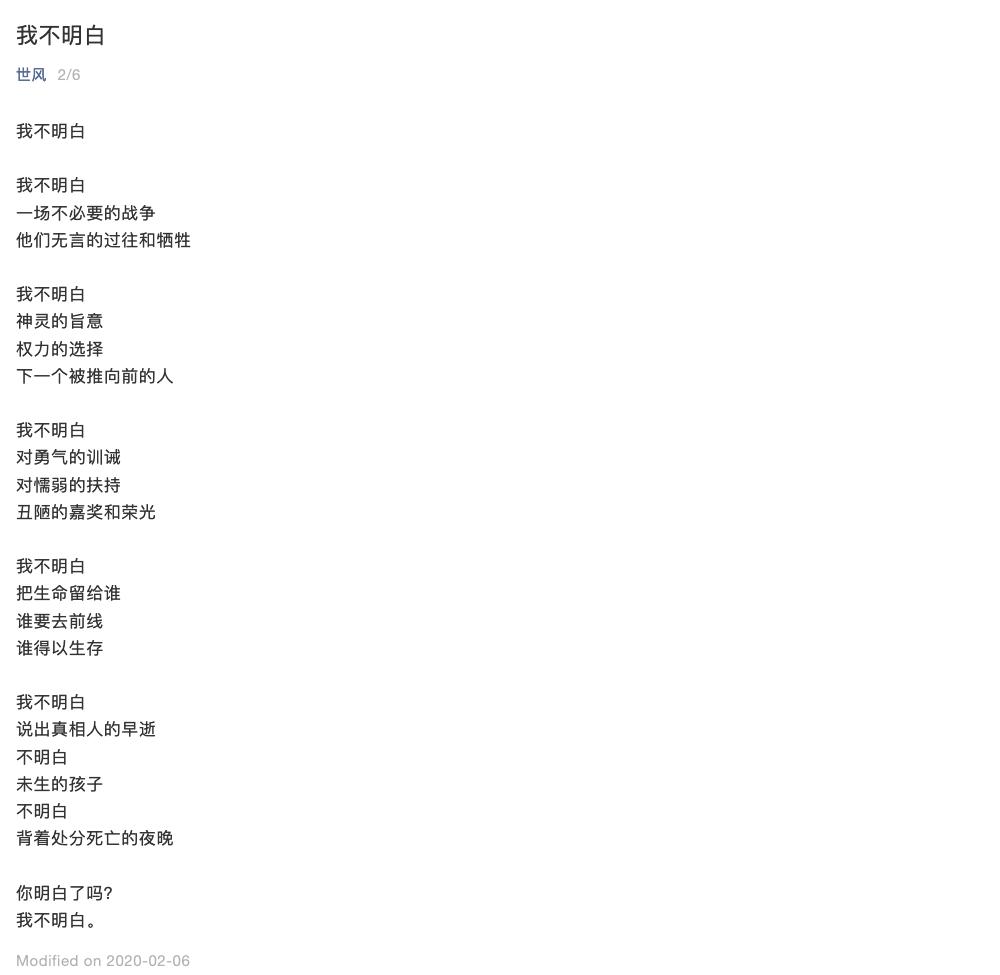 我不明白
世风 2/6
我不明白
我不明白
一场不必要的战争
他们无言的过往和牺牲
我不明白
神灵的旨意
权力的选择
下一个被推向前的人
我不明白
对勇气的训诫
对懦弱的扶持
丑陋的嘉奖和荣光
我不明白
把生命留给谁
谁要去前线
谁得以生存
我不明白
说出真相人的早逝
不明白
未生的孩子
不明白
背着处分死亡的夜晚
你明白了吗?
我不明白。
Modified on 2020-02-06